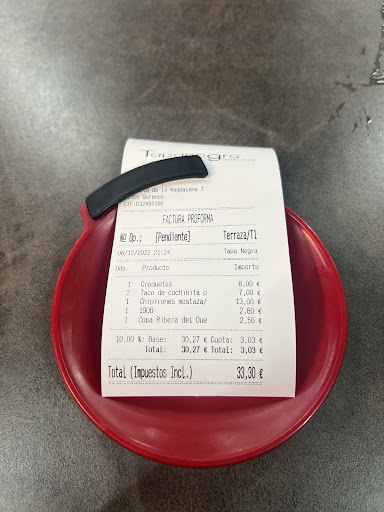 Tapanegra
de la Magdalena 7
Ourense
CIF:
FACTURA PROFORMA
Nº Op.: [Pendiente] Terraza/T1
06/12/2022 21:24 Tapa Negra
Uds. Producto Importe
1 Croquetas 8,00 €
2 Taco de cochinita p 7,00 €
1 Chipirones mostaza/ 13,00 €
1 1906 2,80 €
1 Copa Ribera del Due 2,50 €
10,00 %: Base: 30,27 € Cuota: 3,03 €
Total: 30,27 € Total: 3,03 €
Total (Impuestos Incl.) 33,30 €